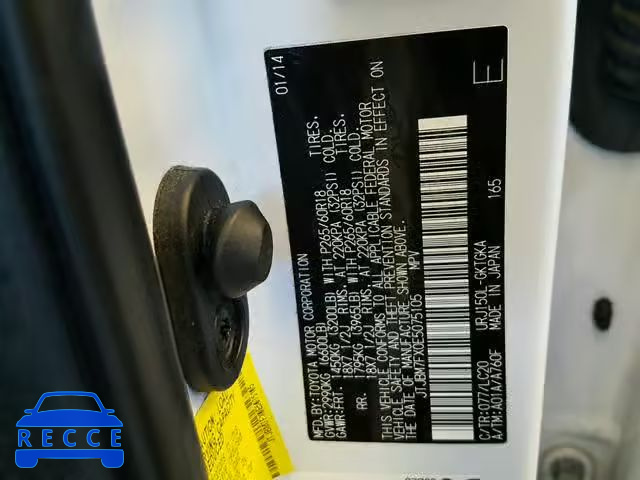 MFD. BY: TOYOTA MOTOR CORPORATION 01/14
GVWR: 2990KG (6600LB)
GAWR: FRT. 1450KG (3200LB) WITH P265/60R18 TIRES.
18X7 1/2J RIMS. AT 220KPA (32PSI) COLD.
RR. 1795KG (3965LB) WITH P265/60R18 TIRES.
18X7 1/2J RIMS. AT 220KPA (32PSI) COLD.
THIS VEHICLE CONFORMS TO ALL APPLICABLE FEDERAL MOTOR
VEHICLE SAFETY AND THEFT PREVENTION STANDARDS IN EFFECT ON
THE DATE OF MANUFACTURE SHOWN ABOVE.
MPV
C/TR: 077/LC20 URJ150L-GKTGKA
A/TM: A01A/A760F MADE IN JAPAN 165
E
IDEAL CARS